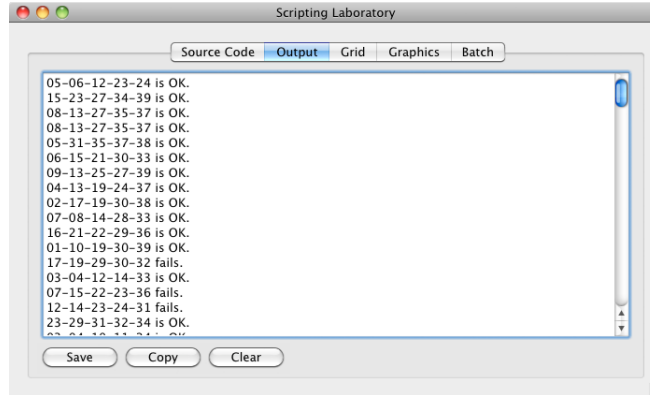 Scripting Laboratory
Source Code Output Grid Graphics Batch
05-06-12-23-24 is OK.
15-23-27-34-39 is OK.
08-13-27-35-37 is OK.
08-13-27-35-37 is OK.
05-31-35-37-38 is OK.
06-15-21-30-33 is OK.
09-13-25-27-39 is OK.
04-13-19-24-37 is OK.
02-17-19-30-38 is OK.
07-08-14-28-33 is OK.
16-21-22-29-36 is OK.
01-10-19-30-39 is OK.
17-19-29-30-32 fails.
03-04-12-14-33 is OK.
07-15-22-23-36 fails.
12-14-23-24-31 fails.
23-29-31-32-34 is OK.
Save Copy Clear